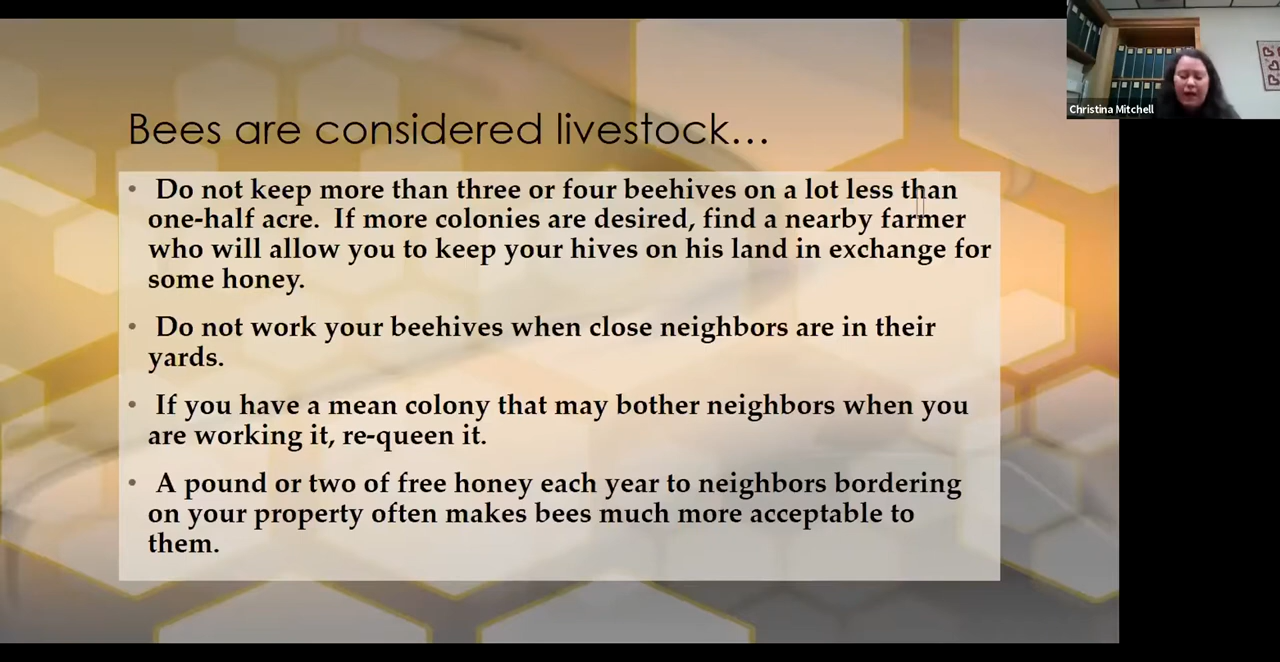 Christina Mitchell
Bees are considered livestock...
• Do not keep more than three or four beehives on a lot less than
one-half acre.  If more colonies are desired, find a nearby farmer
who will allow you to keep your hives on his land in exchange for
some honey.
• Do not work your beehives when close neighbors are in their
yards.
• If you have a mean colony that may bother neighbors when you
are working it, re-queen it.
• A pound or two of free honey each year to neighbors bordering
on your property often makes bees much more acceptable to
them.